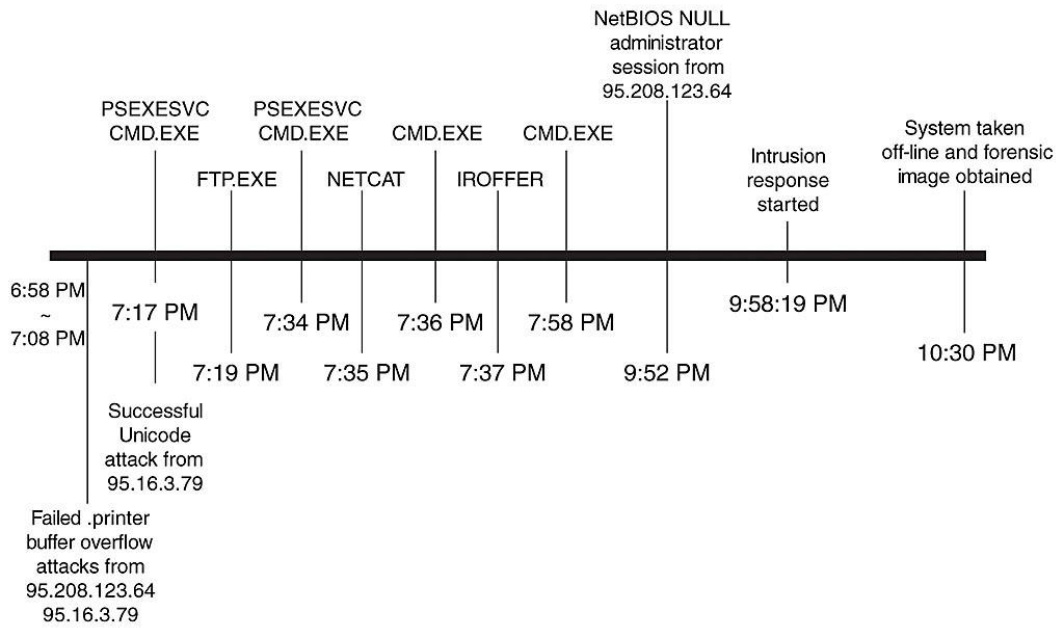 NetBIOS NULL
administrator
session from
95.208.123.64
PSEXESVC
CMD.EXE
PSEXESVC
CMD.EXE
CMD.EXE
CMD.EXE
System taken
off-line and forensic
image obtained
Intrusion
response
started
FTP.EXE
NETCAT
IROFFER
6:58 PM
~
7:08 PM
7:17 PM
7:34 PM
7:36 PM
7:58 PM
9:58:19 PM
7:19 PM
7:35 PM
7:37 PM
9:52 PM
10:30 PM
Successful
Unicode
attack from
95.16.3.79
Failed .printer
buffer overflow
attacks from
95.208.123.64
95.16.3.79